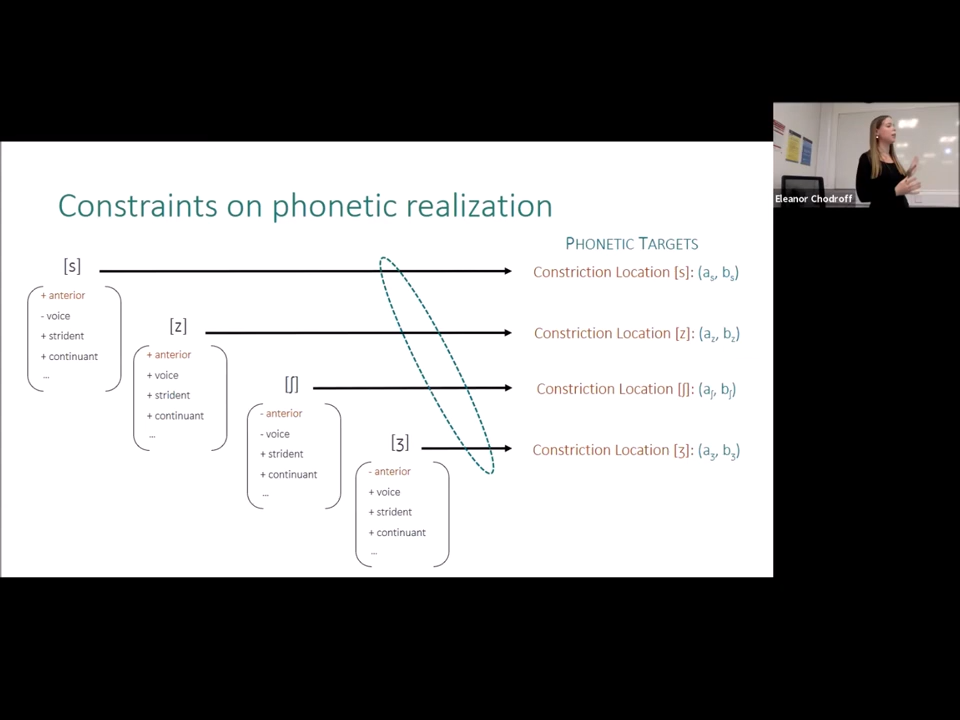 Constraints on phonetic realization
PHONETIC TARGETS
[s]
Constriction Location [s]: (aₛ, bₛ)
+ anterior
- voice
+ strident
+ continuant
...
[z]
Constriction Location [z]: (a_z, b_z)
+ anterior
+ voice
+ strident
+ continuant
...
[ʃ]
Constriction Location [ʃ]: (a_ʃ, b_ʃ)
- anterior
- voice
+ strident
+ continuant
...
[ʒ]
Constriction Location [ʒ]: (a_ʒ, b_ʒ)
- anterior
+ voice
+ strident
+ continuant
...
Eleanor Chodroff